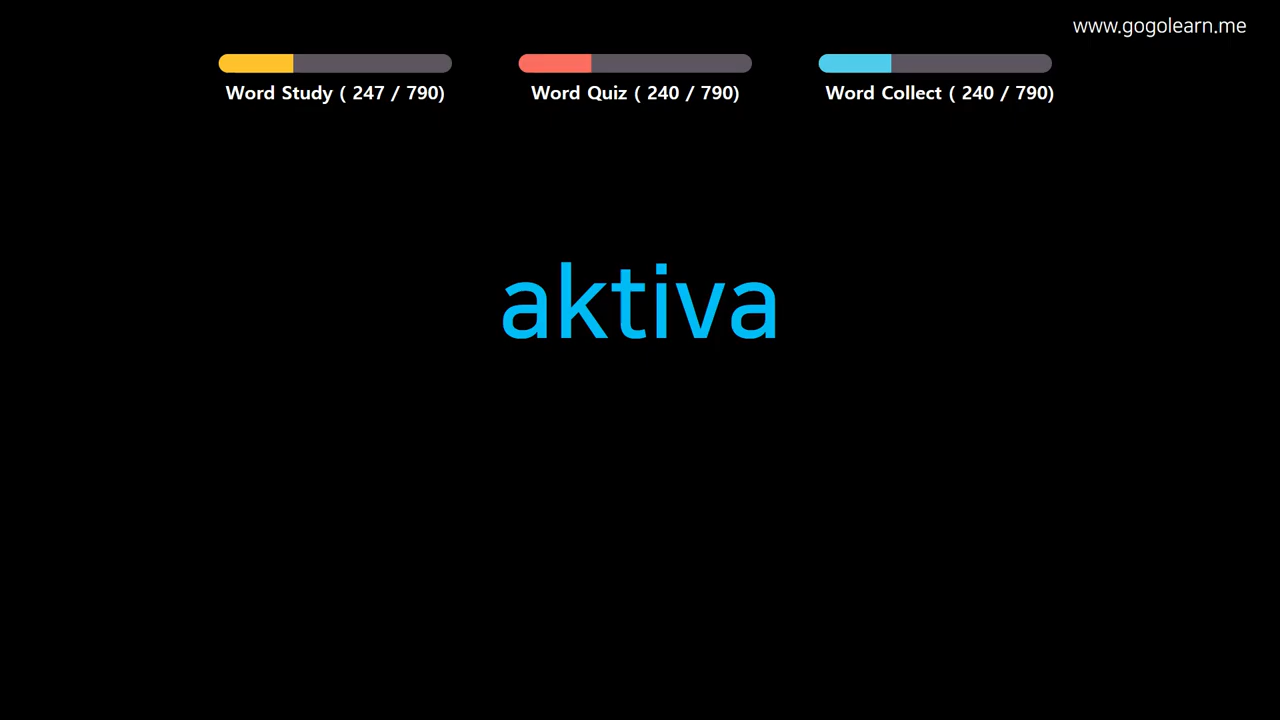 www.gogolearn.me
Word Study ( 247 / 790)
Word Quiz ( 240 / 790)
Word Collect ( 240 / 790)
aktiva